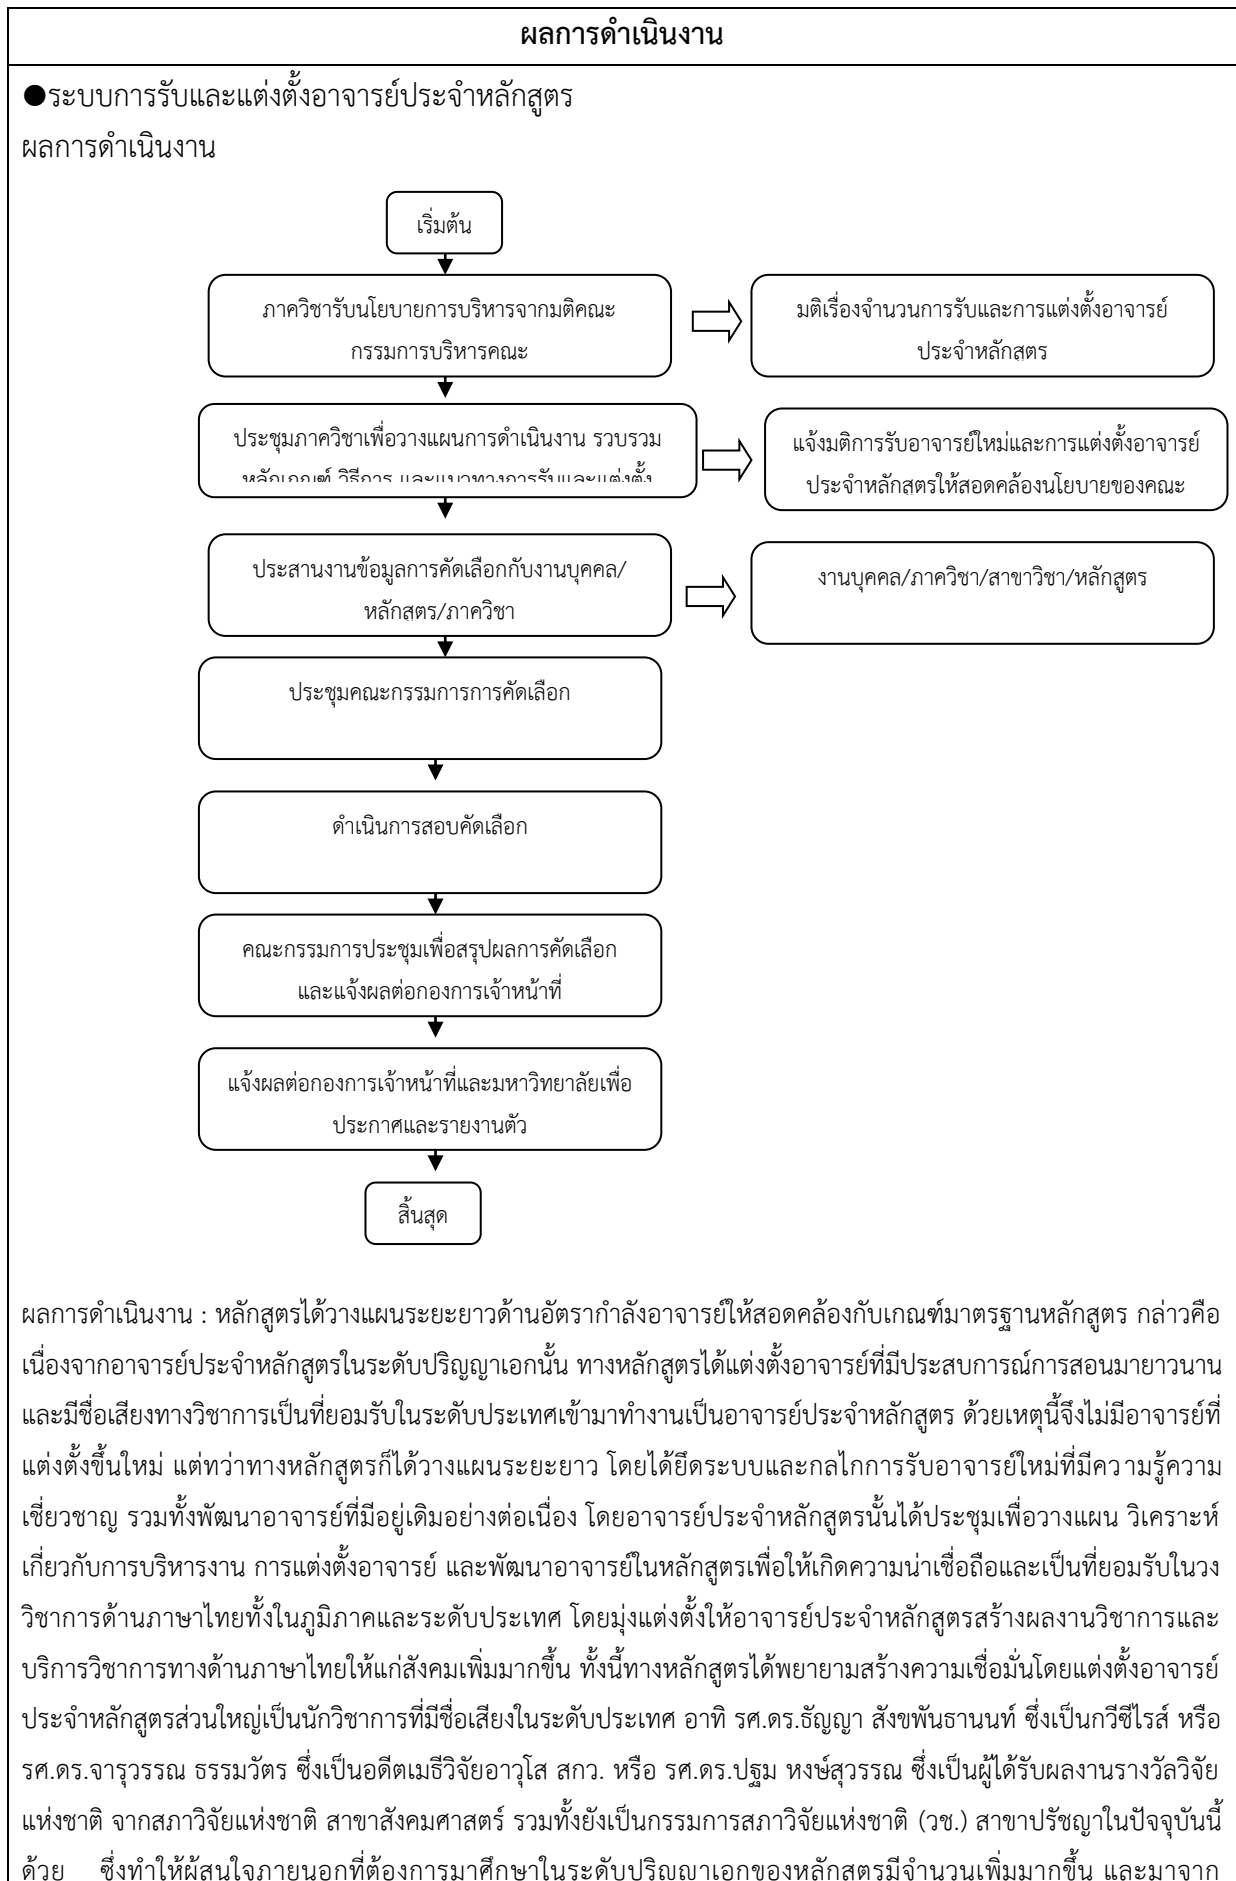 ผลการดำเนินงาน
●ระบบการรับและแต่งตั้งอาจารย์ประจำหลักสูตร
ผลการดำเนินงาน
เริ่มต้น
ภาควิชารับนโยบายการบริหารจากมติคณะ
กรรมการบริหารคณะ
มติเรื่องจำนวนการรับและการแต่งตั้งอาจารย์
ประจำหลักสูตร
ประชุมภาควิชาเพื่อวางแผนการดำเนินงาน รวบรวม
หลักเกณฑ์ วิธีการ และแนวทางการรับและแต่งตั้ง
แจ้งมติการรับอาจารย์ใหม่และการแต่งตั้งอาจารย์
ประจำหลักสูตรให้สอดคล้องนโยบายของคณะ
ประสานงานข้อมูลการคัดเลือกกับงานบุคคล/
หลักสูตร/ภาควิชา
งานบุคคล/ภาควิชา/สาขาวิชา/หลักสูตร
ประชุมคณะกรรมการการคัดเลือก
ดำเนินการสอบคัดเลือก
คณะกรรมการประชุมเพื่อสรุปผลการคัดเลือก
และแจ้งผลต่อกองการเจ้าหน้าที่
แจ้งผลต่อกองการเจ้าหน้าที่และมหาวิทยาลัยเพื่อ
ประกาศและรายงานตัว
สิ้นสุด
ผลการดำเนินงาน : หลักสูตรได้วางแผนระยะยาวด้านอัตรากำลังอาจารย์ให้สอดคล้องกับเกณฑ์มาตรฐานหลักสูตร กล่าวคือ
เนื่องจากอาจารย์ประจำหลักสูตรในระดับปริญญาเอกนั้น ทางหลักสูตรได้แต่งตั้งอาจารย์ที่มีประสบการณ์การสอนมายาวนาน
และมีชื่อเสียงทางวิชาการเป็นที่ยอมรับในระดับประเทศเข้ามาทำงานเป็นอาจารย์ประจำหลักสูตร ด้วยเหตุนี้จึงไม่มีอาจารย์ที่
แต่งตั้งขึ้นใหม่ แต่ทว่าทางหลักสูตรก็ได้วางแผนระยะยาว โดยได้ยึดระบบและกลไกการรับอาจารย์ใหม่ที่มีความรู้ความ
เชี่ยวชาญ รวมทั้งพัฒนาอาจารย์ที่มีอยู่เดิมอย่างต่อเนื่อง โดยอาจารย์ประจำหลักสูตรนั้นได้ประชุมเพื่อวางแผน วิเคราะห์
เกี่ยวกับการบริหารงาน การแต่งตั้งอาจารย์ และพัฒนาอาจารย์ในหลักสูตรเพื่อให้เกิดความน่าเชื่อถือและเป็นที่ยอมรับในวง
วิชาการด้านภาษาไทยทั้งในภูมิภาคและระดับประเทศ โดยมุ่งแต่งตั้งให้อาจารย์ประจำหลักสูตรสร้างผลงานวิชาการและ
บริการวิชาการทางด้านภาษาไทยให้แก่สังคมเพิ่มมากขึ้น ทั้งนี้ทางหลักสูตรได้พยายามสร้างความเชื่อมั่นโดยแต่งตั้งอาจารย์
ประจำหลักสูตรส่วนใหญ่เป็นนักวิชาการที่มีชื่อเสียงในระดับประเทศ อาทิ รศ.ดร.ธัญญา สังขพันธานนท์ ซึ่งเป็นกวีซีไรส์ หรือ
รศ.ดร.จารุวรรณ ธรรมวัตร ซึ่งเป็นอดีตเมธีวิจัยอาวุโส สกว. หรือ รศ.ดร.ปฐม หงษ์สุวรรณ ซึ่งเป็นผู้ได้รับผลงานรางวัลวิจัย
แห่งชาติ จากสภาวิจัยแห่งชาติ สาขาสังคมศาสตร์ รวมทั้งยังเป็นกรรมการสภาวิจัยแห่งชาติ (วช.) สาขาปรัชญาในปัจจุบันนี้
ด้วย ซึ่งทำให้ผู้สนใจภายนอกที่ต้องการมาศึกษาในระดับปริญญาเอกของหลักสูตรมีจำนวนเพิ่มมากขึ้น และมาจาก